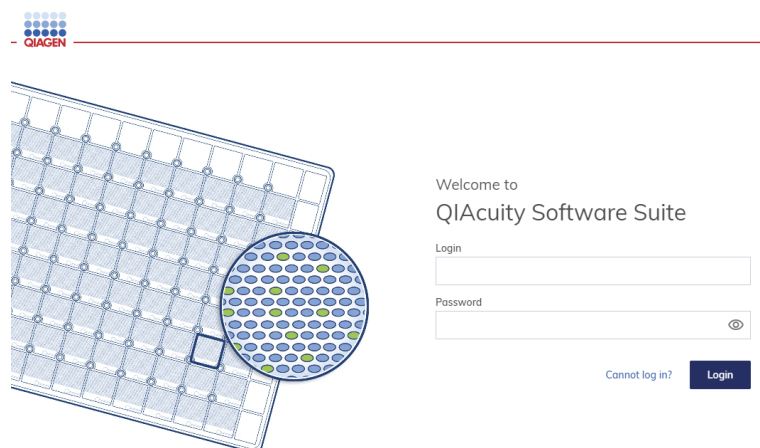 QIAGEN
Welcome to
QIAcuity Software Suite
Login
Password
Cannot log in?
Login